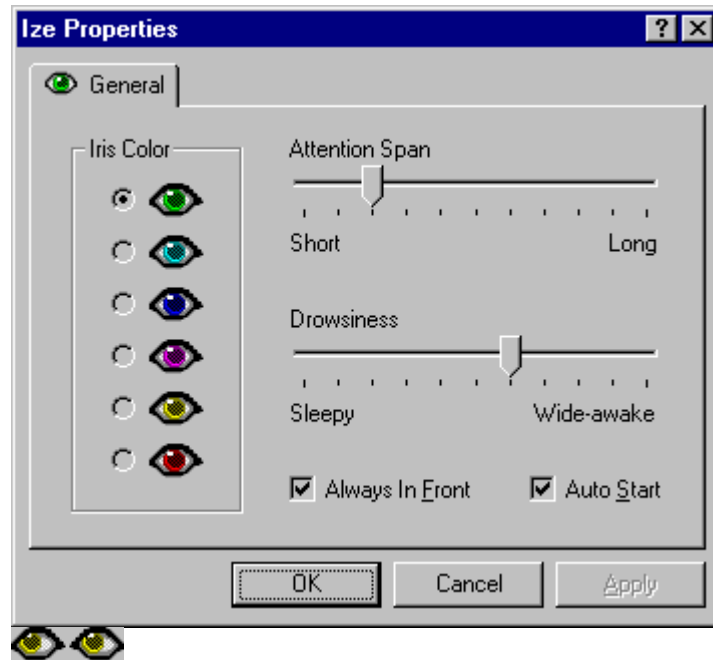 Ize Properties
General
Iris Color
Attention Span
Short Long
Drowsiness
Sleepy Wide-awake
Always In Front Auto Start
OK Cancel Apply